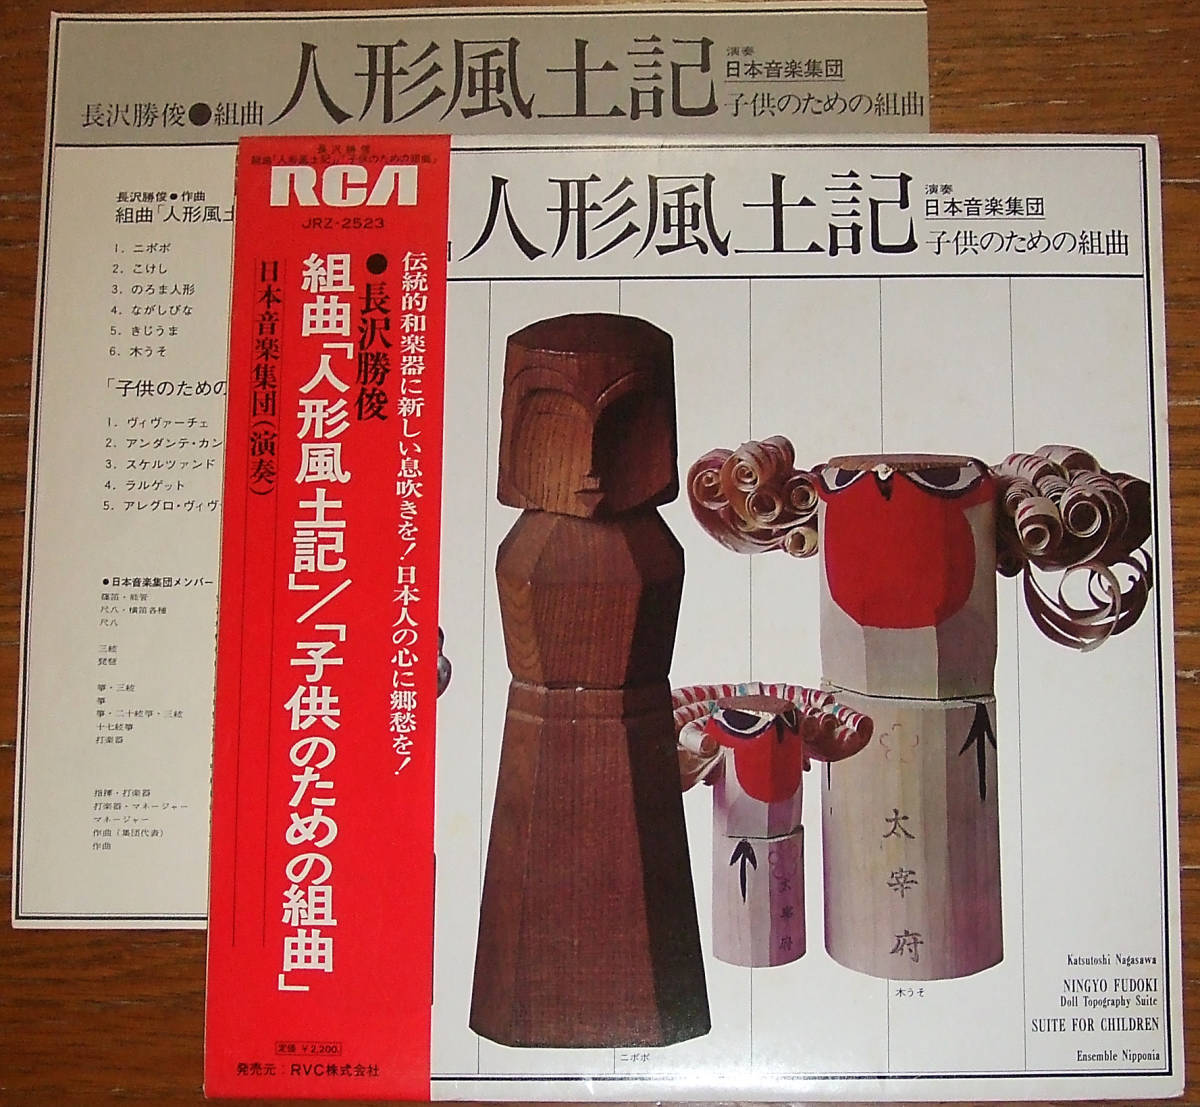 長沢勝俊●組曲
人形風土記
演奏
日本音楽集団
子供のための組曲
長沢勝俊●作曲
組曲「人形風土
1. ニポポ
2. こけし
3. のろま人形
4. ながしびな
5. きじうま
6. 木うそ
「子供のための
1. ヴィヴァーチェ
2. アンダンテ・カン
3. スケルツァンド
4. ラルゲット
5. アレグロ・ヴィヴ
●日本音楽集団メンバー
篠笛・能管
尺八・横笛各種
尺八
三絃
琵琶
箏・三絃
箏
箏・二十絃箏・三絃
十七絃箏
打楽器
指揮・打楽器
打楽器・マネージャー
マネージャー
作曲（集団代表）
作曲
長沢勝俊
組曲「人形風土記」／「子供のための組曲」
RCA
JRZ-2523
伝統的和楽器に新しい息吹きを！日本人の心に郷愁を！
●長沢勝俊
組曲「人形風土記」／「子供のための組曲」
日本音楽集団（演奏）
定価 ¥2,200.
発売元：RVC株式会社
人形風土記
演奏
日本音楽集団
子供のための組曲
太宰府
太宰府
木うそ
ニポポ
Katsutoshi Nagasawa
NINGYO FUDOKI
Doll Topography Suite
SUITE FOR CHILDREN
Ensemble Nipponia